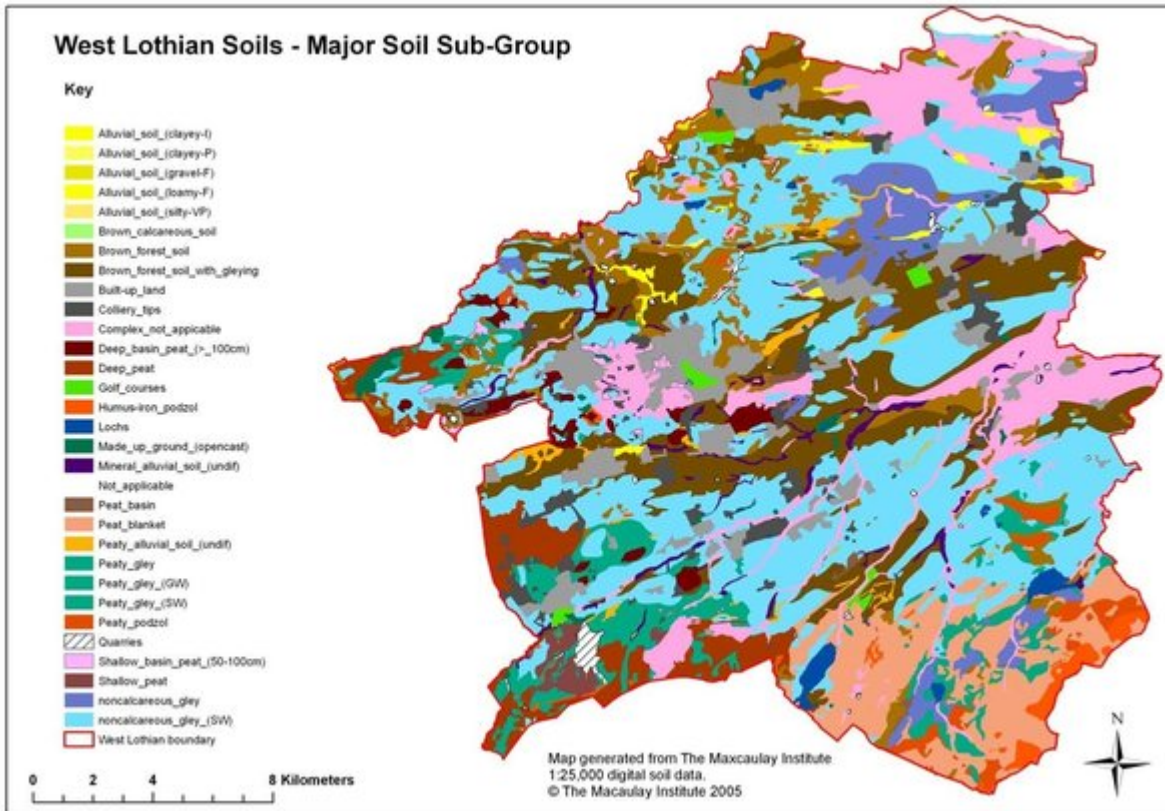 West Lothian Soils - Major Soil Sub-Group
Key
Alluvial_soil_(clayey-I)
Alluvial_soil_(clayey-P)
Alluvial_soil_(gravel-F)
Alluvial_soil_(loamy-F)
Alluvial_soil_(silty-VP)
Brown_calcareous_soil
Brown_forest_soil
Brown_forest_soil_with_gleying
Built-up_land
Colliery_tips
Complex_not_appicable
Deep_basin_peat_(>_100cm)
Deep_peat
Golf_courses
Humus-iron_podzol
Lochs
Made_up_ground_(opencast)
Mineral_alluvial_soil_(undif)
Not_applicable
Peat_basin
Peat_blanket
Peaty_alluvial_soil_(undif)
Peaty_gley
Peaty_gley_(GW)
Peaty_gley_(SW)
Peaty_podzol
Quarries
Shallow_basin_peat_(50-100cm)
Shallow_peat
noncalcareous_gley
noncalcareous_gley_(SW)
West Lothian boundary
0 2 4 8 Kilometers
Map generated from The Maxcaulay Institute
1:25,000 digital soil data.
© The Macaulay Institute 2005
N